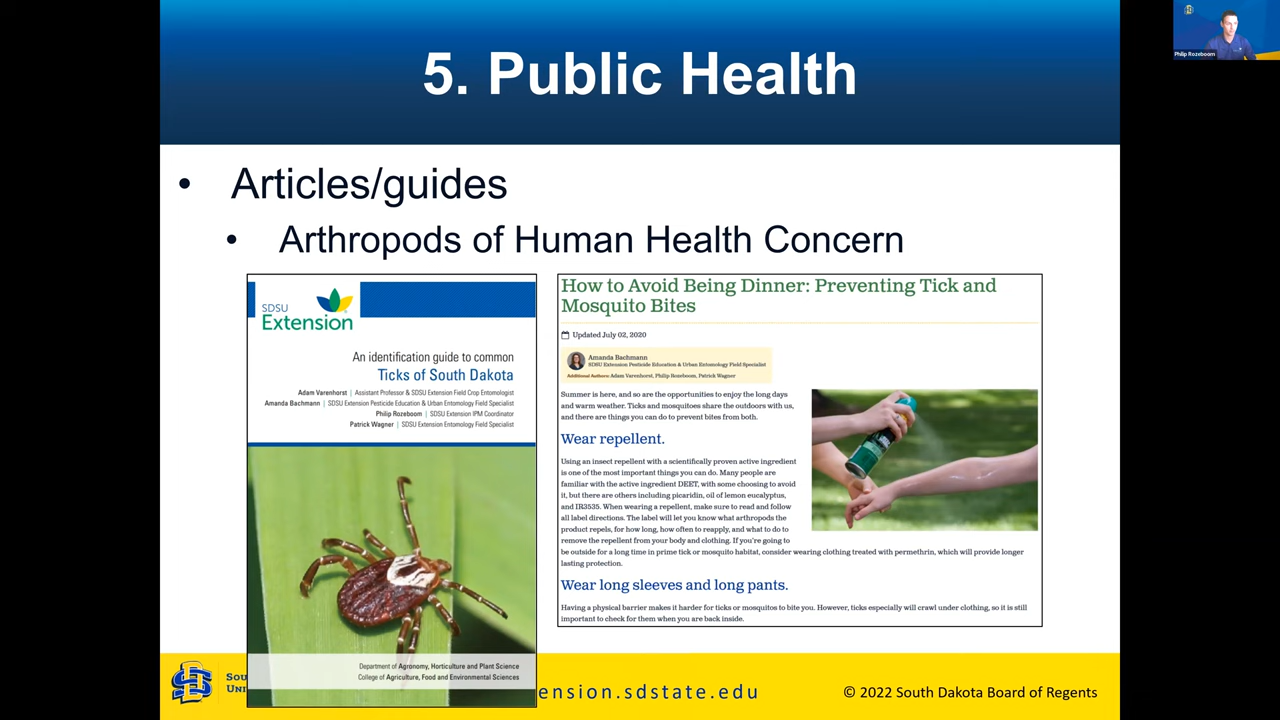 5. Public Health
Philip Rozeboom
• Articles/guides
• Arthropods of Human Health Concern
SDSU
Extension
An identification guide to common
Ticks of South Dakota
Adam Varenhorst | Assistant Professor & SDSU Extension Field Crop Entomologist
Amanda Bachmann | SDSU Extension Pesticide Education & Urban Entomology Field Specialist
Philip Rozeboom | SDSU Extension IPM Coordinator
Patrick Wagner | SDSU Extension Entomology Field Specialist
Department of Agronomy, Horticulture and Plant Science
College of Agriculture, Food and Environmental Sciences
How to Avoid Being Dinner: Preventing Tick and
Mosquito Bites
Updated July 02, 2020
Amanda Bachmann
SDSU Extension Pesticide Education & Urban Entomology Field Specialist
Additional Authors: Adam Varenhorst, Philip Rozeboom, Patrick Wagner
Summer is here, and so are the opportunities to enjoy the long days
and warm weather. Ticks and mosquitoes share the outdoors with us,
and there are things you can do to prevent bites from both.
Wear repellent.
Using an insect repellent with a scientifically proven active ingredient
is one of the most important things you can do. Many people are
familiar with the active ingredient DEET, with some choosing to avoid
it, but there are others including picaridin, oil of lemon eucalyptus,
and IR3535. When wearing a repellent, make sure to read and follow
all label directions. The label will let you know what arthropods the
product repels, for how long, how often to reapply, and what to do to
remove the repellent from your body and clothing. If you're going to
be outside for a long time in prime tick or mosquito habitat, consider wearing clothing treated with permethrin, which will provide longer
lasting protection.
Wear long sleeves and long pants.
Having a physical barrier makes it harder for ticks or mosquitos to bite you. However, ticks especially will crawl under clothing, so it is still
important to check for them when you are back inside.
Sou
Uni
ension.sdstate.edu
© 2022 South Dakota Board of Regents